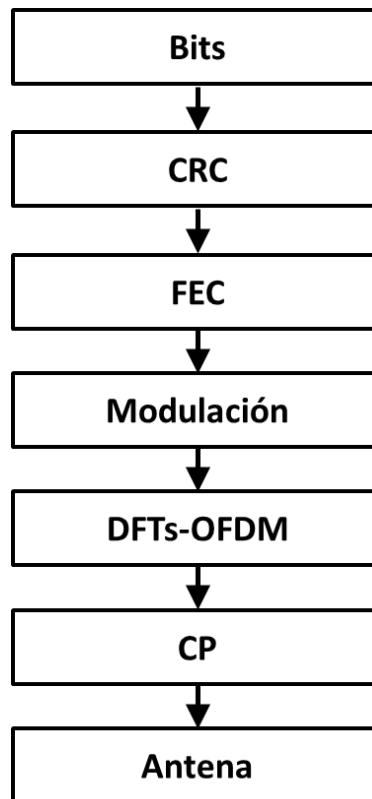 Bits
CRC
FEC
Modulación
DFTs-OFDM
CP
Antena